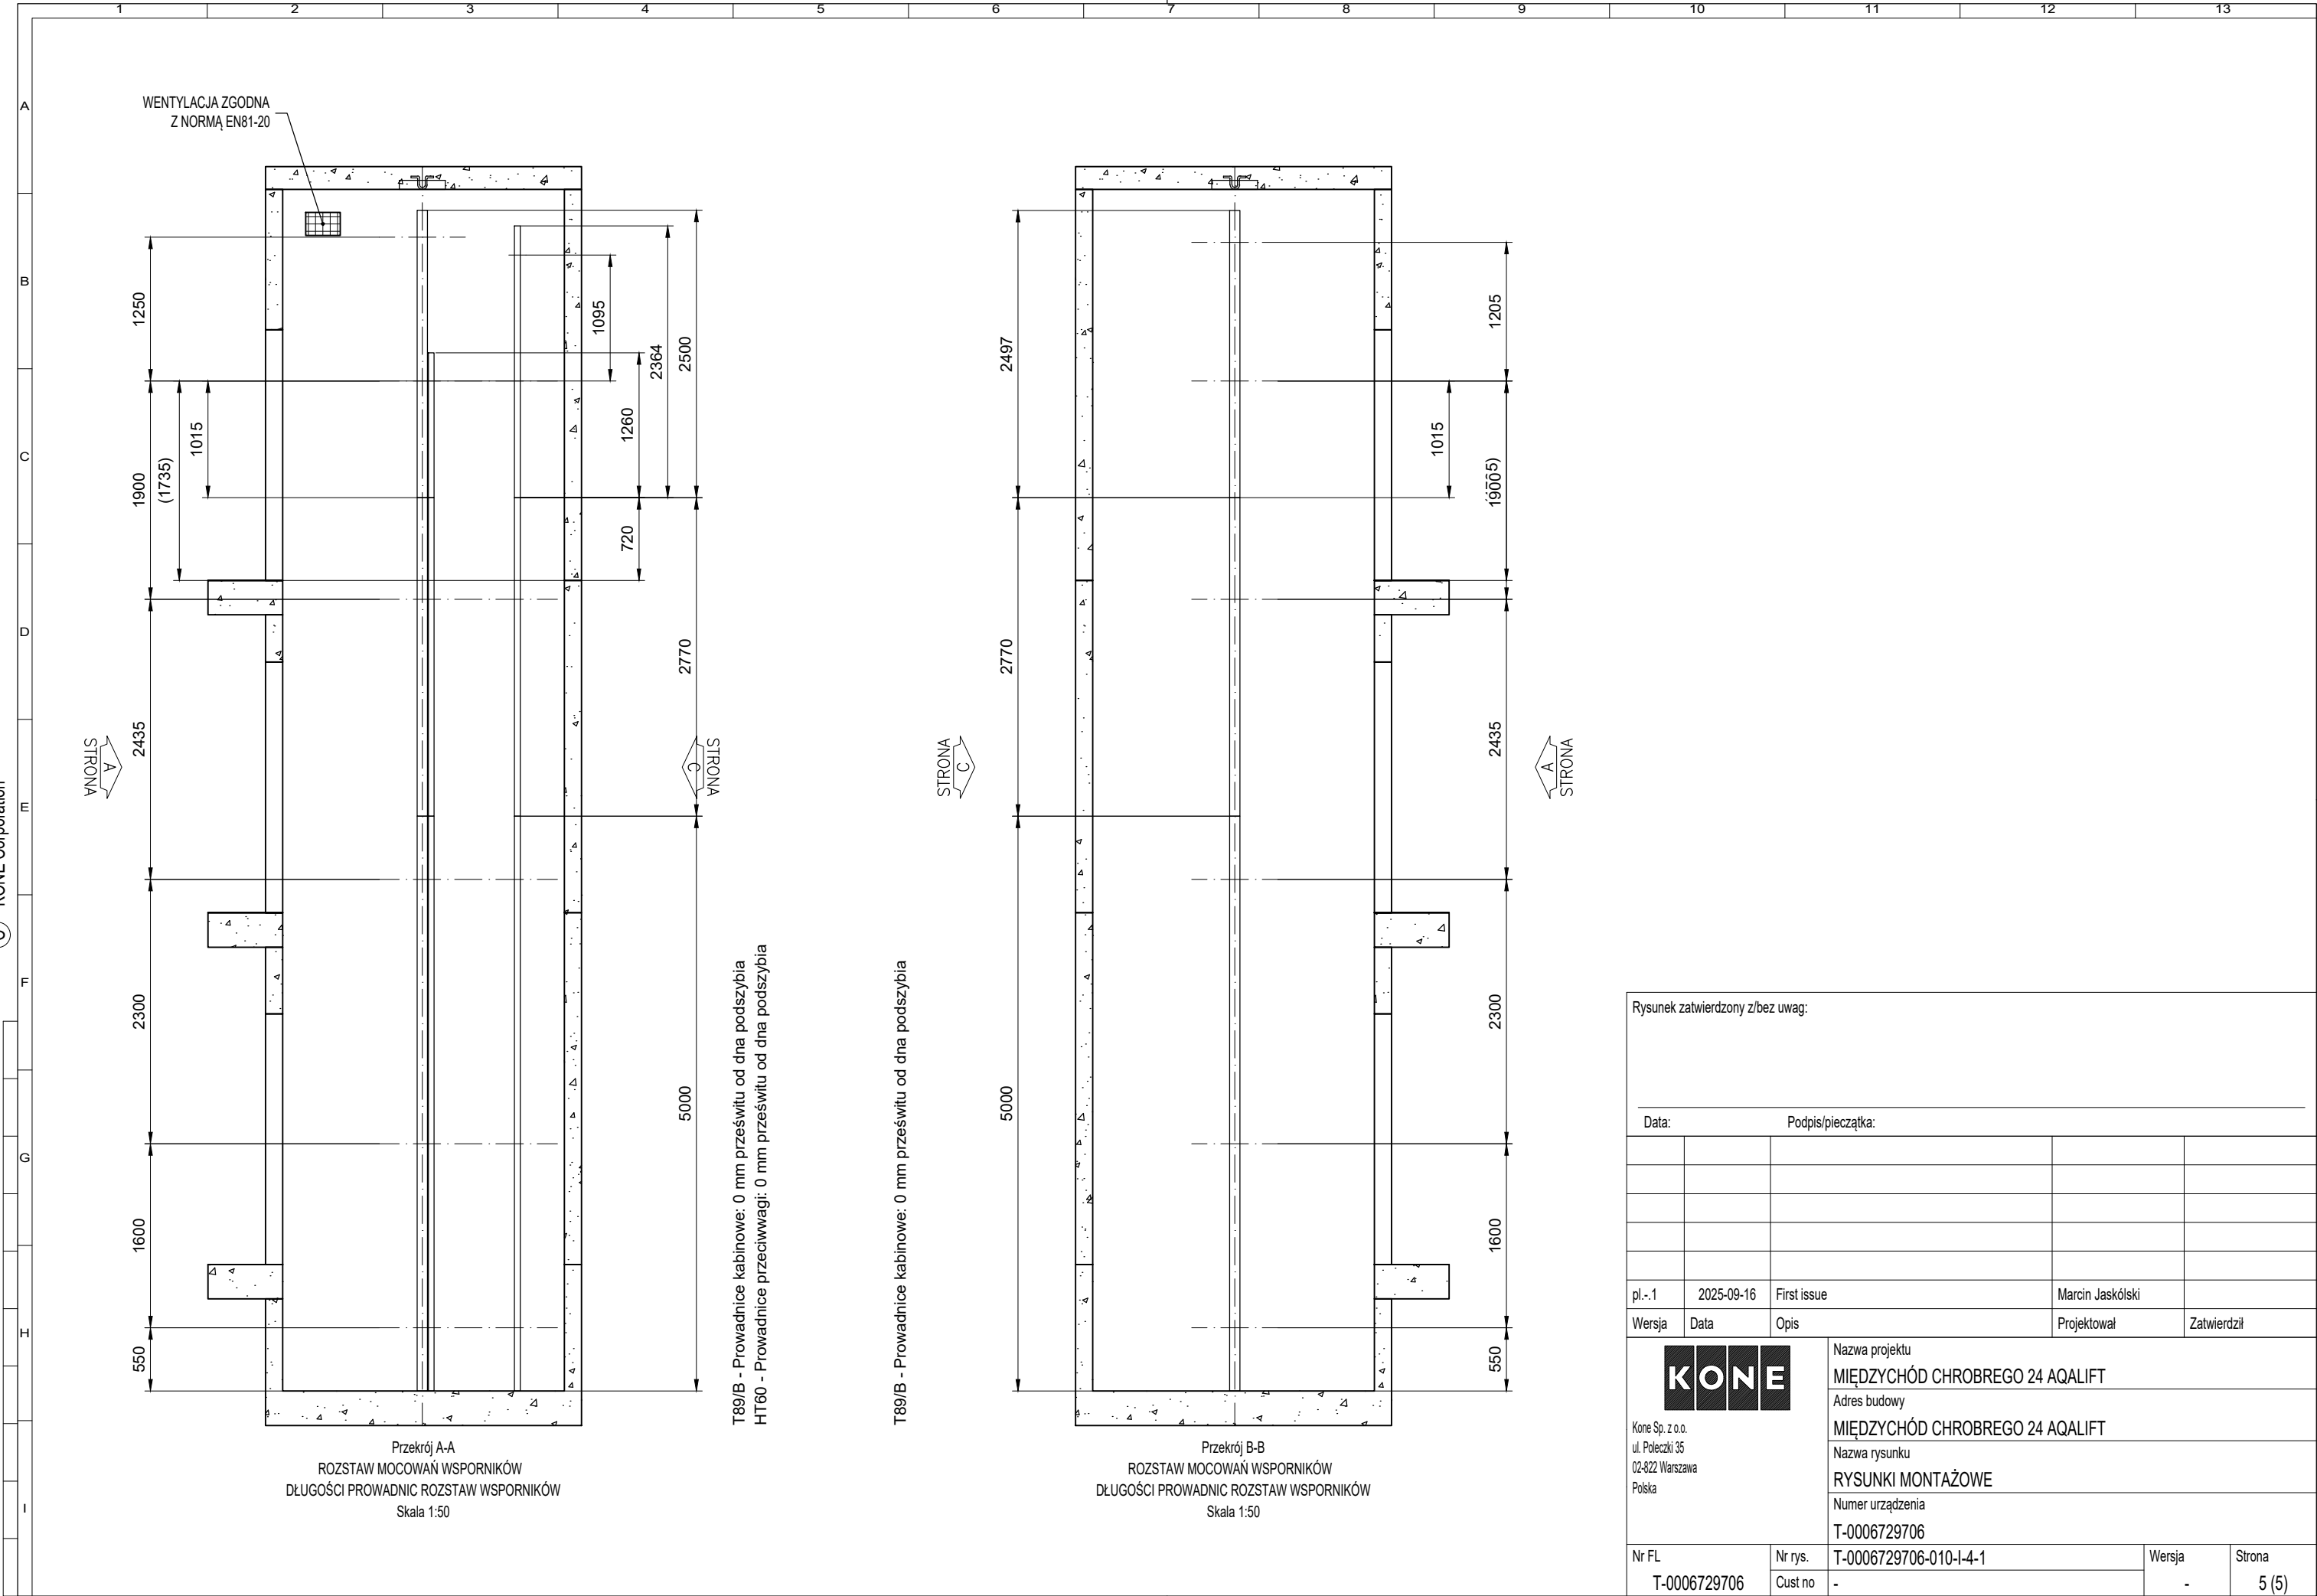 1 2 3 4 5 6 7 8 9 10 11 12 13
A
B
C
D
E
F
G
H
I
KONE Corporation
WENTYLACJA ZGODNA
Z NORMĄ EN81-20
1250
1900
(1735)
1015
2435
2300
1600
550
1095
2364
2500
1260
720
2770
5000
STRONA
A
STRONA
C
T89/B - Prowadnice kabinowe: 0 mm prześwitu od dna podszybia
HT60 - Prowadnice przeciwwagi: 0 mm prześwitu od dna podszybia
Przekrój A-A
ROZSTAW MOCOWAŃ WSPORNIKÓW
DŁUGOŚCI PROWADNIC ROZSTAW WSPORNIKÓW
Skala 1:50
2497
2770
5000
1205
1015
1900
2435
2300
1600
550
STRONA
C
STRONA
A
T89/B - Prowadnice kabinowe: 0 mm prześwitu od dna podszybia
Przekrój B-B
ROZSTAW MOCOWAŃ WSPORNIKÓW
DŁUGOŚCI PROWADNIC ROZSTAW WSPORNIKÓW
Skala 1:50
Rysunek zatwierdzony z/bez uwag:
Data: Podpis/pieczątka:
pl.-.1 2025-09-16 First issue Marcin Jaskólski
Wersja Data Opis Projektował Zatwierdził
KONE
Kone Sp. z o.o.
ul. Poleczki 35
02-822 Warszawa
Polska
Nazwa projektu
MIĘDZYCHÓD CHROBREGO 24 AQALIFT
Adres budowy
MIĘDZYCHÓD CHROBREGO 24 AQALIFT
Nazwa rysunku
RYSUNKI MONTAŻOWE
Numer urządzenia
T-0006729706
Nr FL
T-0006729706
Nr rys. T-0006729706-010-I-4-1
Cust no -
Wersja
-
Strona
5 (5)